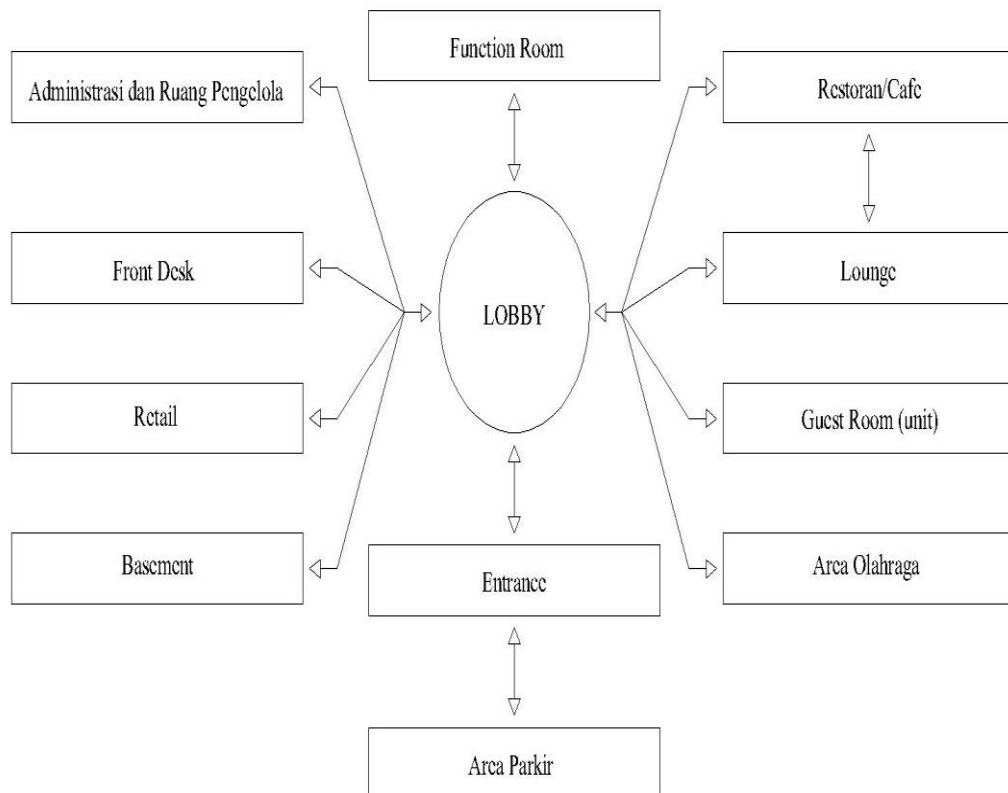 Function Room
Administrasi dan Ruang Pengelola
Restoran/Cafe
Front Desk
Lounge
LOBBY
Retail
Guest Room (unit)
Basement
Entrance
Area Olahraga
Area Parkir